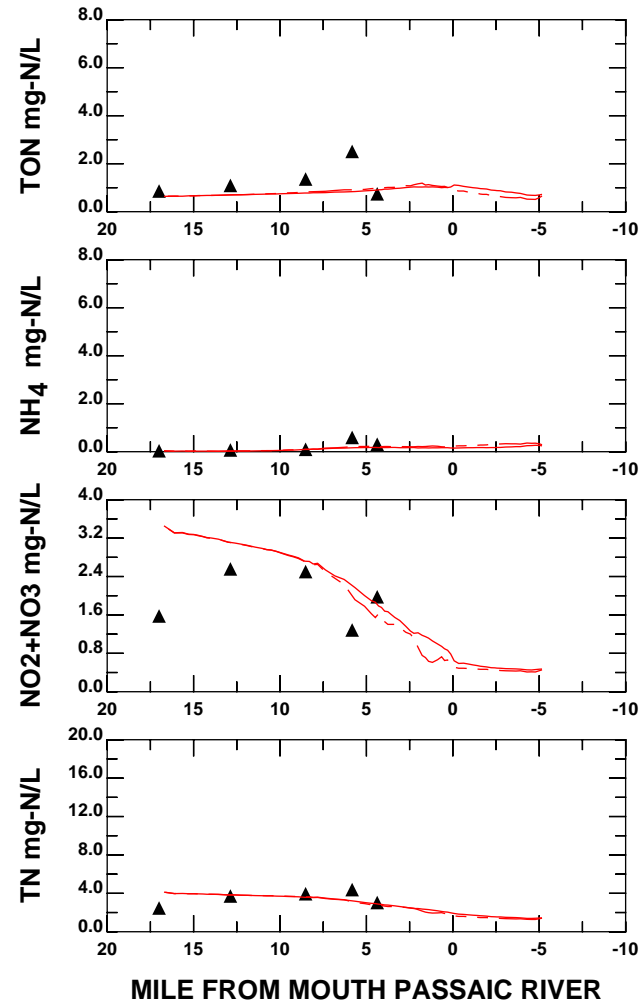 TON mg-N/L
8.0
6.0
4.0
2.0
0.0
20 15 10 5 0 -5 -10
NH4 mg-N/L
8.0
6.0
4.0
2.0
0.0
20 15 10 5 0 -5 -10
NO2+NO3 mg-N/L
4.0
3.2
2.4
1.6
0.8
0.0
20 15 10 5 0 -5 -10
TN mg-N/L
20.0
16.0
12.0
8.0
4.0
0.0
20 15 10 5 0 -5 -10
MILE FROM MOUTH PASSAIC RIVER